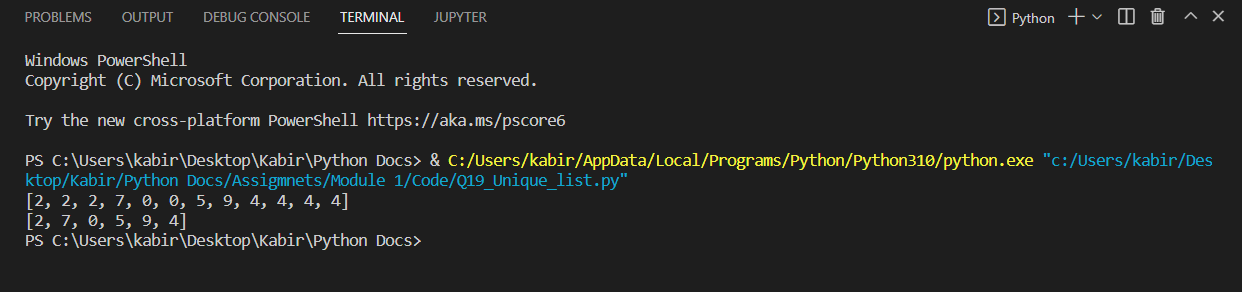 PROBLEMS OUTPUT DEBUG CONSOLE TERMINAL JUPYTER Python
Windows PowerShell
Copyright (C) Microsoft Corporation. All rights reserved.
Try the new cross-platform PowerShell https://aka.ms/pscore6
PS C:\Users\kabir\Desktop\Kabir\Python Docs> & C:/Users/kabir/AppData/Local/Programs/Python/Python310/python.exe "c:/Users/kabir/Des
ktop/Kabir/Python Docs/Assigmnets/Module 1/Code/Q19_Unique_list.py"
[2, 2, 2, 7, 0, 0, 5, 9, 4, 4, 4, 4]
[2, 7, 0, 5, 9, 4]
PS C:\Users\kabir\Desktop\Kabir\Python Docs>